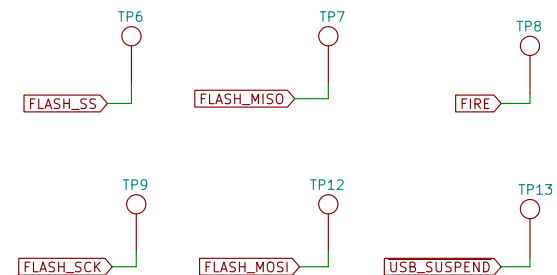 TP6
TP7
TP8
FLASH_SS
FLASH_MISO
FIRE
TP9
TP12
TP13
FLASH_SCK
FLASH_MOSI
USB_SUSPEND